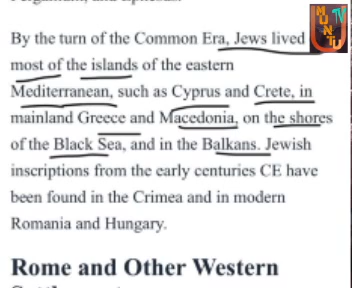 By the turn of the Common Era, Jews lived
most of the islands of the eastern
Mediterranean, such as Cyprus and Crete, in
mainland Greece and Macedonia, on the shores
of the Black Sea, and in the Balkans. Jewish
inscriptions from the early centuries CE have
been found in the Crimea and in modern
Romania and Hungary.
Rome and Other Western